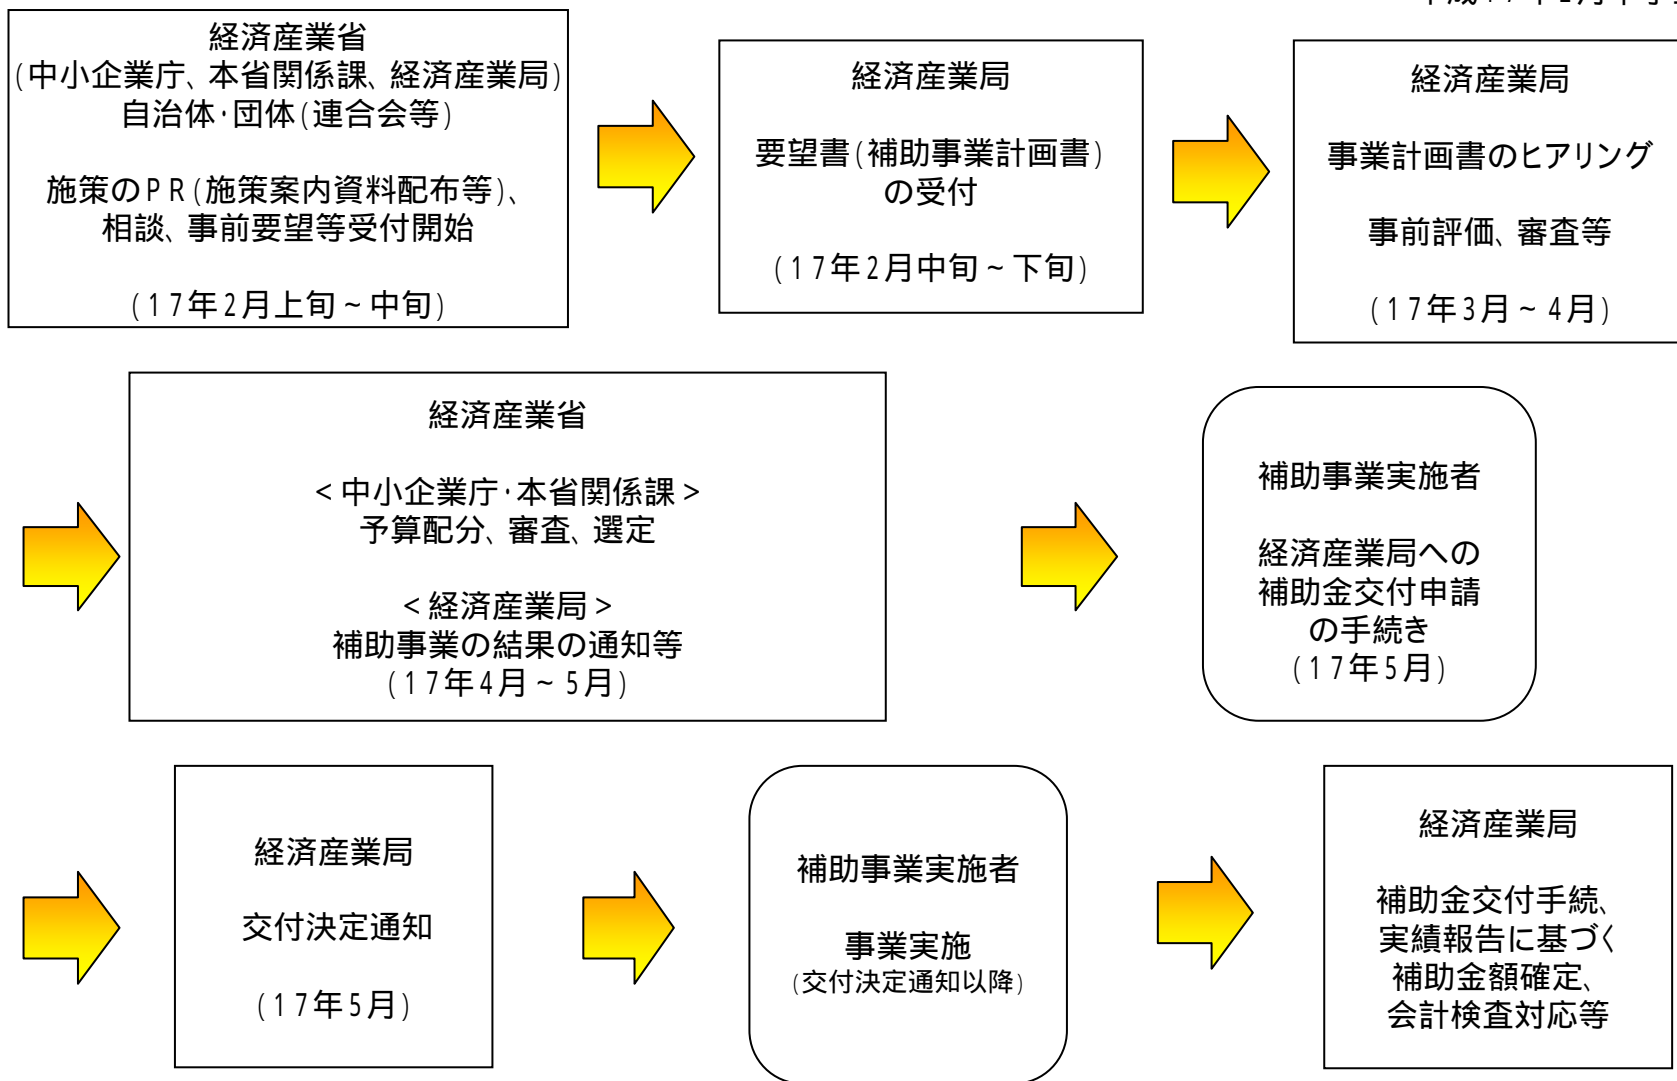 経済産業省
(中小企業庁、本省関係課、経済産業局)
自治体・団体(連合会等)
施策のPR(施策案内資料配布等)、
相談、事前要望等受付開始
(17年2月上旬~中旬)
経済産業局
要望書(補助事業計画書)
の受付
(17年2月中旬~下旬)
経済産業局
事業計画書のヒアリング
事前評価、審査等
(17年3月~4月)
経済産業省
<中小企業庁・本省関係課>
予算配分、審査、選定
<経済産業局>
補助事業の結果の通知等
(17年4月~5月)
補助事業実施者
経済産業局への
補助金交付申請
の手続き
(17年5月)
経済産業局
交付決定通知
(17年5月)
補助事業実施者
事業実施
(交付決定通知以降)
経済産業局
補助金交付手続、
実績報告に基づく
補助金額確定、
会計検査対応等